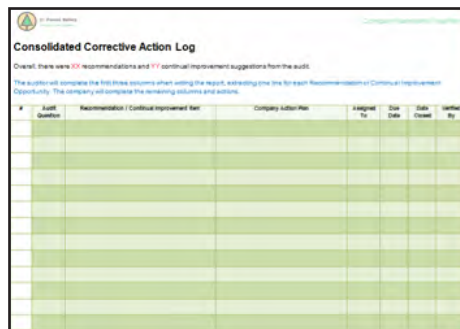 Consolidated Corrective Action Log
Overall, there were XX recommendations and YY continual improvement suggestions from the audit.
The auditor will complete the first three columns when writing the report, extracting one line for each Recommendation or Continual Improvement
Opportunity. The company will complete the remaining columns and actions.
# Audit Question Recommendation / Continual Improvement Item Company Action Plan Assigned To Due Date Date Closed Verified By